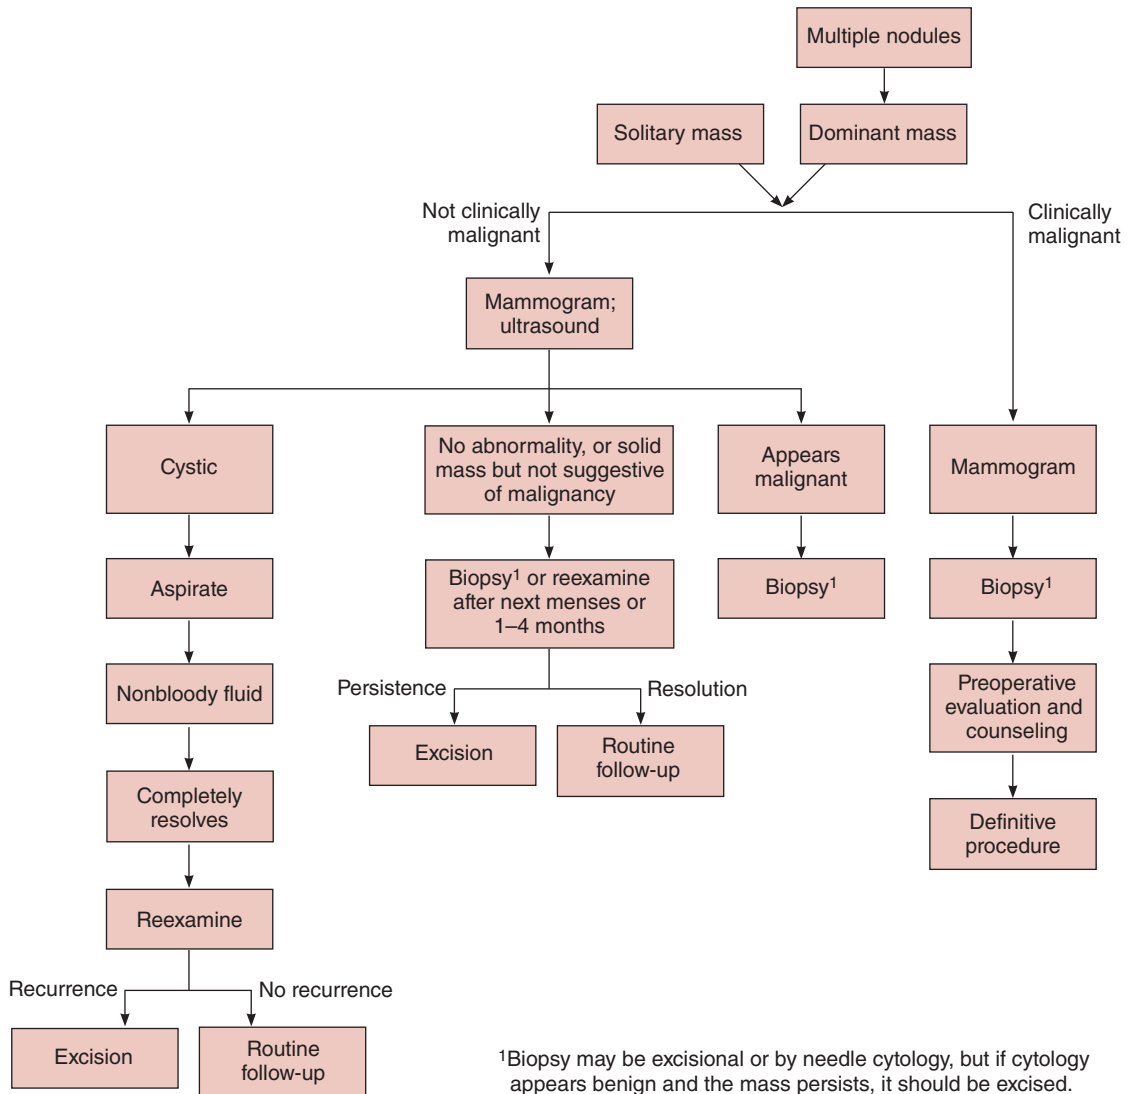 Multiple nodules
Solitary mass
Dominant mass
Not clinically
malignant
Clinically
malignant
Mammogram;
ultrasound
Cystic
No abnormality, or solid
mass but not suggestive
of malignancy
Appears
malignant
Mammogram
Aspirate
Biopsy¹ or reexamine
after next menses or
1–4 months
Biopsy¹
Biopsy¹
Nonbloody fluid
Persistence
Resolution
Preoperative
evaluation and
counseling
Excision
Routine
follow-up
Completely
resolves
Definitive
procedure
Reexamine
Recurrence
No recurrence
Excision
Routine
follow-up
¹Biopsy may be excisional or by needle cytology, but if cytology
appears benign and the mass persists, it should be excised.